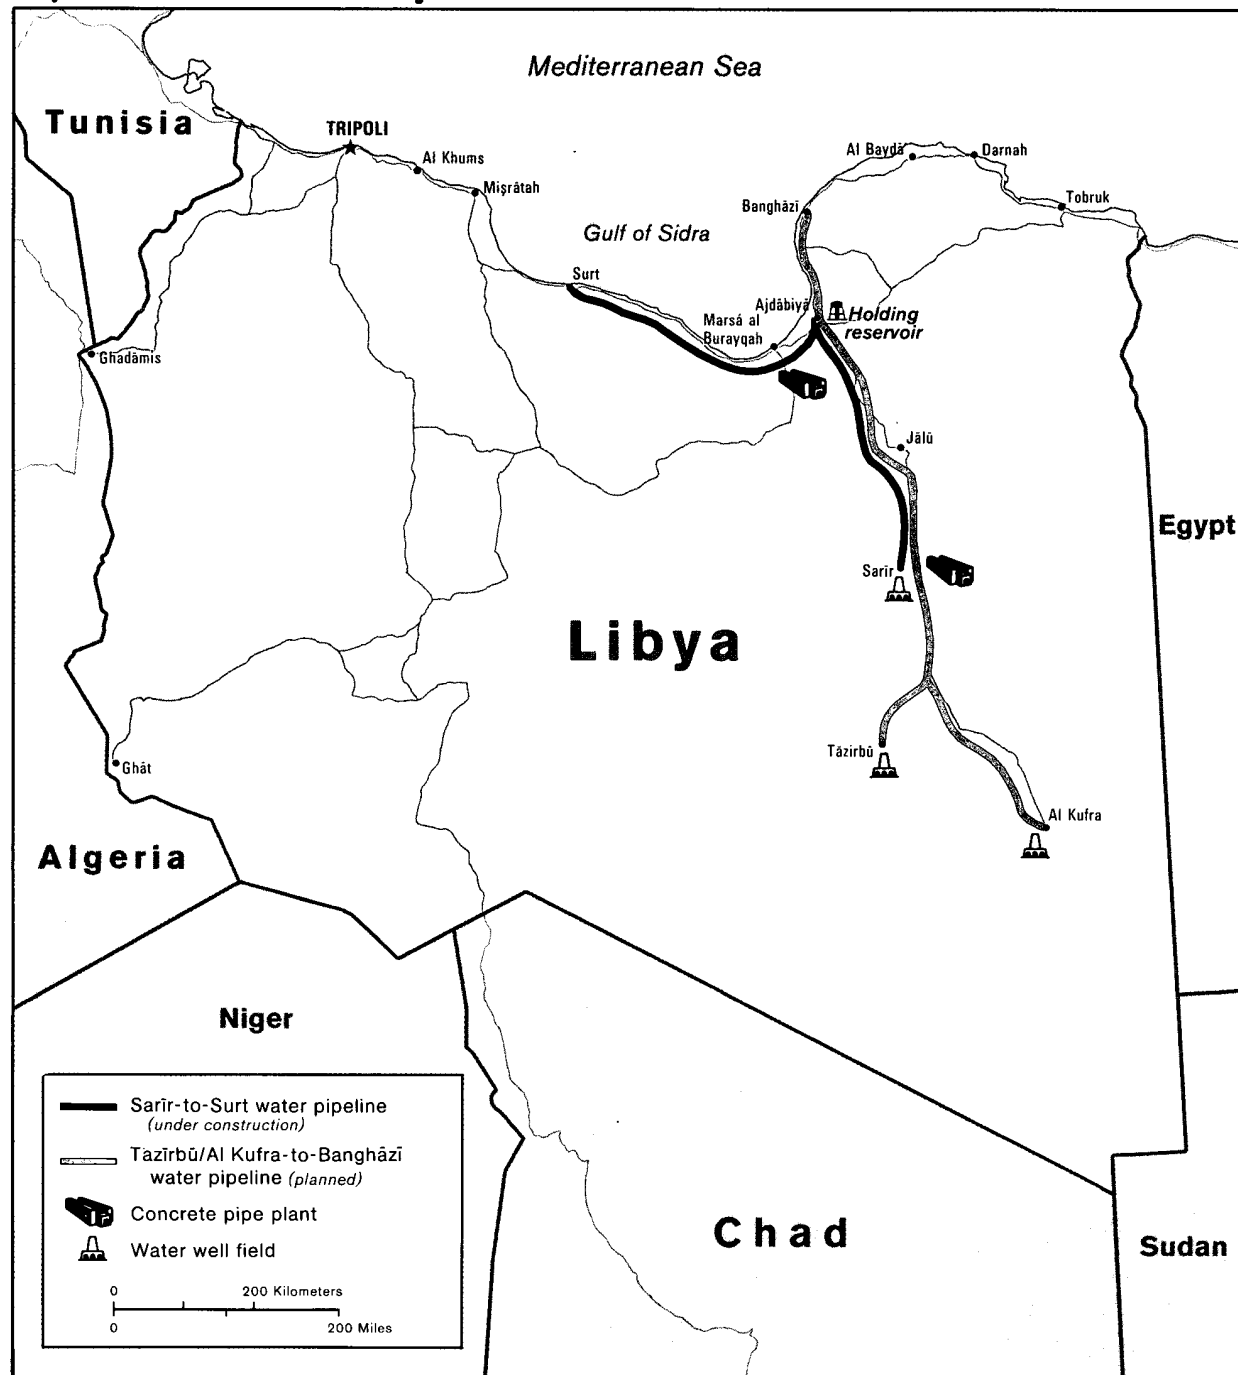 Mediterranean Sea
Tunisia
TRIPOLI
Al Khums
Miṣrātah
Al Baydā'
Darnah
Tobruk
Banghāzī
Gulf of Sidra
Surt
Ajdābiyā
Marsá al
Burayqah
Holding
reservoir
Ghadāmis
Jālū
Egypt
Sarīr
Libya
Tāzirbū
Ghāt
Al Kufra
Algeria
Niger
Chad
Sudan
Sarīr-to-Surt water pipeline
(under construction)
Tāzīrbū/Al Kufra-to-Banghāzī
water pipeline (planned)
Concrete pipe plant
Water well field
0 200 Kilometers
0 200 Miles